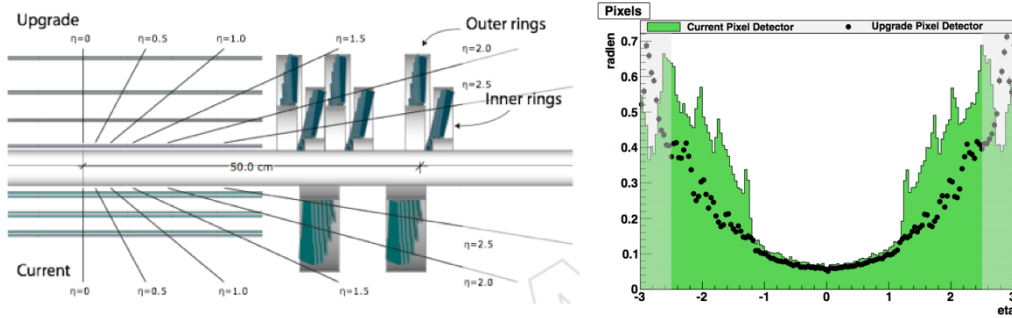 Upgrade
η=0
η=0.5
η=1.0
η=1.5
Outer rings
η=2.0
η=2.5
Inner rings
50.0 cm
η=2.5
η=2.0
Current
η=0
η=0.5
η=1.0
η=1.5
Pixels
radlen
Current Pixel Detector
Upgrade Pixel Detector
0.7
0.6
0.5
0.4
0.3
0.2
0.1
0
-3
-2
-1
0
1
2
3
eta